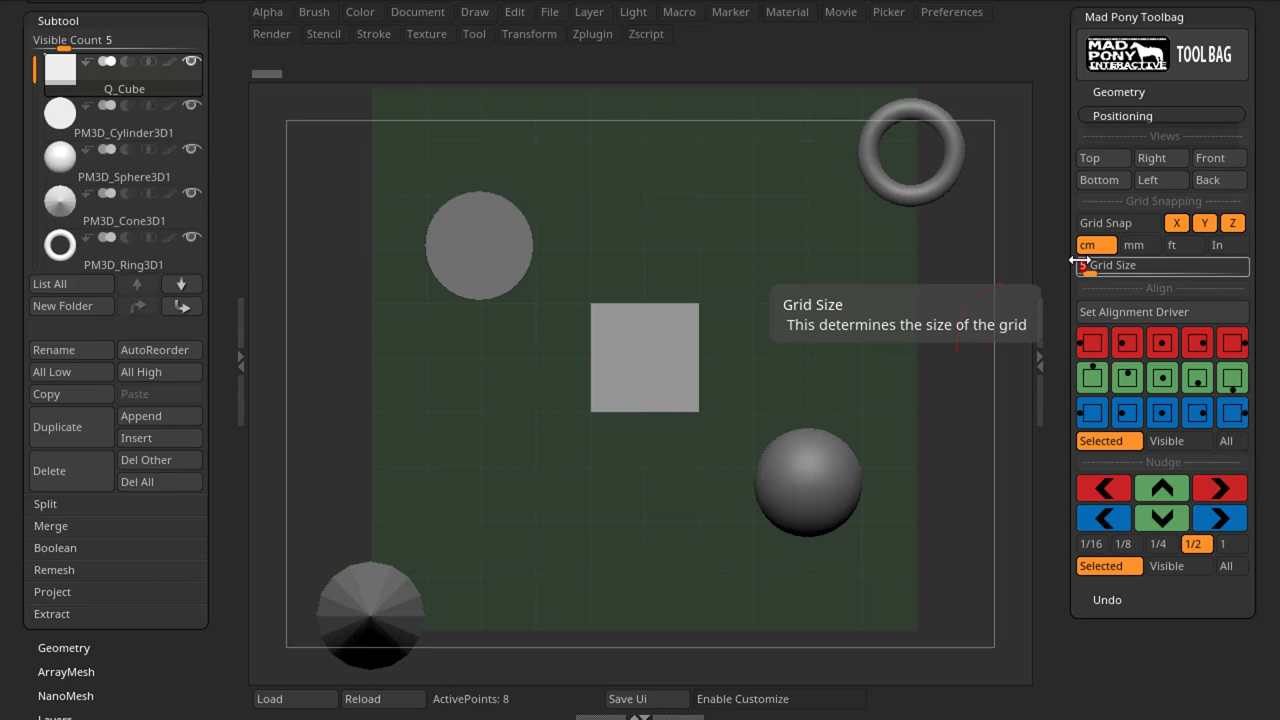 Subtool
Visible Count 5
Q_Cube
PM3D_Cylinder3D1
PM3D_Sphere3D1
PM3D_Cone3D1
PM3D_Ring3D1
List All
New Folder
Rename AutoReorder
All Low All High
Copy Paste
Duplicate Append
Insert
Delete Del Other
Del All
Split
Merge
Boolean
Remesh
Project
Extract
Geometry
ArrayMesh
NanoMesh
Layers
Alpha Brush Color Document Draw Edit File Layer Light Macro Marker Material Movie Picker Preferences
Render Stencil Stroke Texture Tool Transform Zplugin Zscript
Grid Size
This determines the size of the grid
Load Reload ActivePoints: 8 Save Ui Enable Customize
Mad Pony Toolbag
MAD PONY INTERACTIVE TOOL BAG
Geometry
Positioning
Views
Top Right Front
Bottom Left Back
Grid Snapping
Grid Snap X Y Z
cm mm ft In
5 Grid Size
Align
Set Alignment Driver
Selected Visible All
Nudge
1/16 1/8 1/4 1/2 1
Selected Visible All
Undo